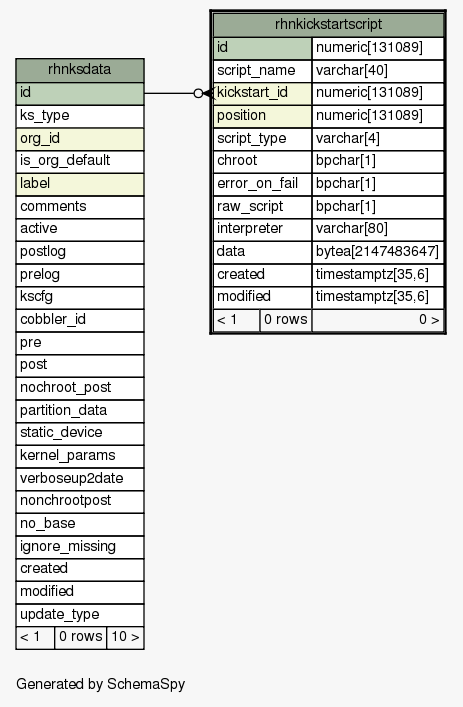 rhnkickstartscript
id numeric[131089]
script_name varchar[40]
kickstart_id numeric[131089]
position numeric[131089]
script_type varchar[4]
chroot bpchar[1]
error_on_fail bpchar[1]
raw_script bpchar[1]
interpreter varchar[80]
data bytea[2147483647]
created timestamptz[35,6]
modified timestamptz[35,6]
< 1 0 rows 0 >
rhnksdata
id
ks_type
org_id
is_org_default
label
comments
active
postlog
prelog
kscfg
cobbler_id
pre
post
nochroot_post
partition_data
static_device
kernel_params
verboseup2date
nonchrootpost
no_base
ignore_missing
created
modified
update_type
< 1 0 rows 10 >
Generated by SchemaSpy